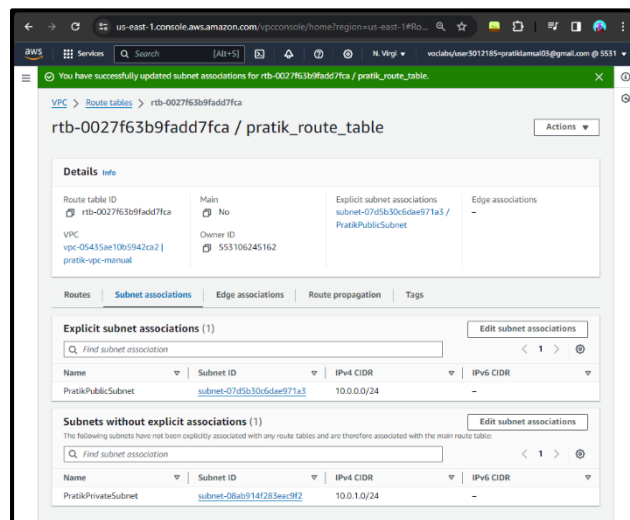 us-east-1.console.aws.amazon.com/vpcconsole/home?region=us-east-1#Ro...
aws Services Search [Alt+S] N. Virgi voclabs/user3012185=pratiklamsal03@gmail.com @ 5531
You have successfully updated subnet associations for rtb-0027f63b9fadd7fca / pratik_route_table.
VPC > Route tables > rtb-0027f63b9fadd7fca
rtb-0027f63b9fadd7fca / pratik_route_table
Actions
Details Info
Route table ID
rtb-0027f63b9fadd7fca
Main
No
Explicit subnet associations
subnet-07d5b30c6dae971a3 /
PratikPublicSubnet
Edge associations
–
VPC
vpc-05435ae10b5942ca2 |
pratik-vpc-manual
Owner ID
553106245162
Routes Subnet associations Edge associations Route propagation Tags
Explicit subnet associations (1)
Edit subnet associations
Find subnet association
1
Name Subnet ID IPv4 CIDR IPv6 CIDR
PratikPublicSubnet subnet-07d5b30c6dae971a3 10.0.0.0/24 –
Subnets without explicit associations (1)
Edit subnet associations
The following subnets have not been explicitly associated with any route tables and are therefore associated with the main route table:
Find subnet association
1
Name Subnet ID IPv4 CIDR IPv6 CIDR
PratikPrivateSubnet subnet-08ab914f283eac9f2 10.0.1.0/24 –